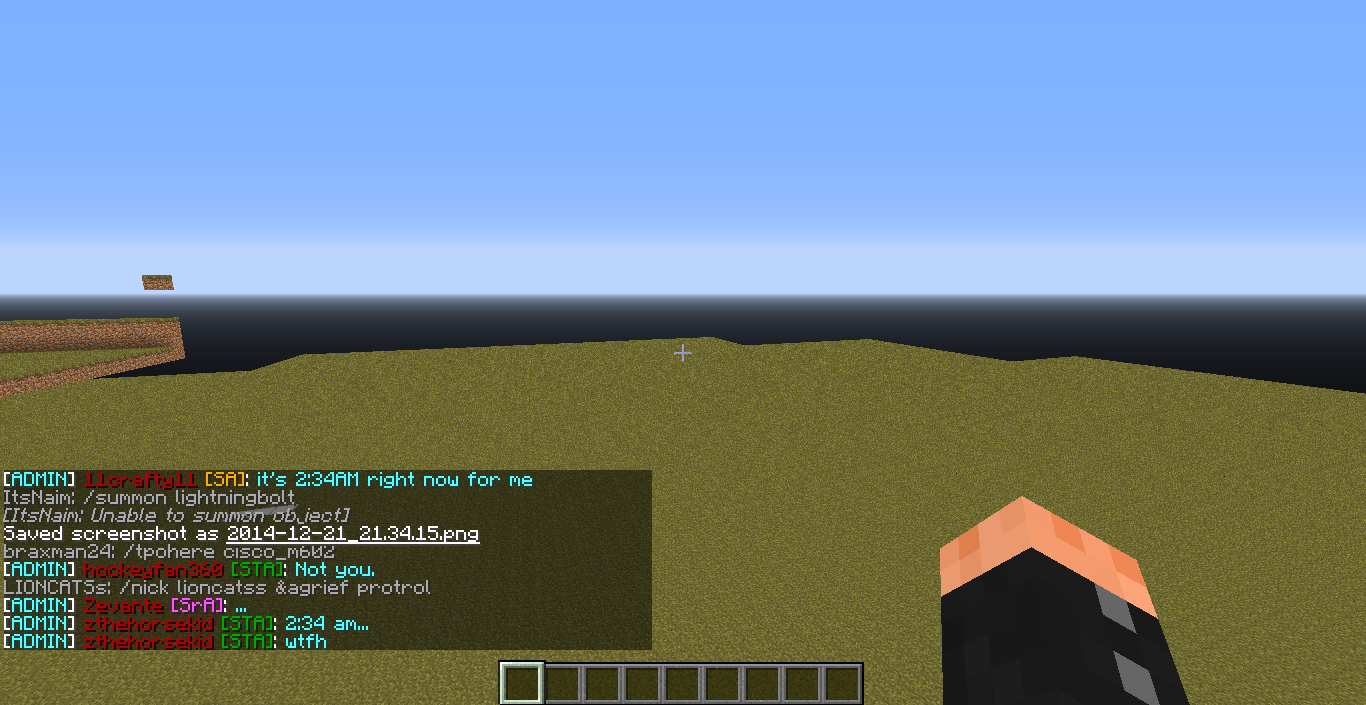 [ADMIN] 11crafty11 [SA]: it's 2:34AM right now for me
ItsNaim: /summon lightningbolt
[ItsNaim: Unable to summon object]
Saved screenshot as 2014-12-21_21.34.15.png
braxman24: /tpohere cisco_m602
[ADMIN] hockeyfan360 [STA]: Not you.
LIONCATSs: /nick lioncatss &agrief protrol
[ADMIN] Zevante [SrA]: ...
[ADMIN] zthehorsekid [STA]: 2:34 am...
[ADMIN] zthehorsekid [STA]: wtfh